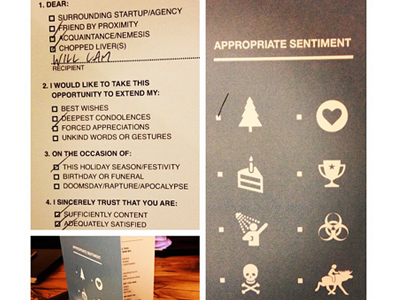 1. DEAR:
SURROUNDING STARTUP/AGENCY
FRIEND BY PROXIMITY
ACQUAINTANCE/NEMESIS
CHOPPED LIVER(S)
WILL LAM
RECIPIENT
2. I WOULD LIKE TO TAKE THIS
OPPORTUNITY TO EXTEND MY:
BEST WISHES
DEEPEST CONDOLENCES
FORCED APPRECIATIONS
UNKIND WORDS OR GESTURES
3. ON THE OCCASION OF:
THIS HOLIDAY SEASON/FESTIVITY
BIRTHDAY OR FUNERAL
DOOMSDAY/RAPTURE/APOCALYPSE
4. I SINCERELY TRUST THAT YOU ARE:
SUFFICIENTLY CONTENT
ADEQUATELY SATISFIED
APPROPRIATE SENTIMENT
APPROPRIATE SENTIMENT